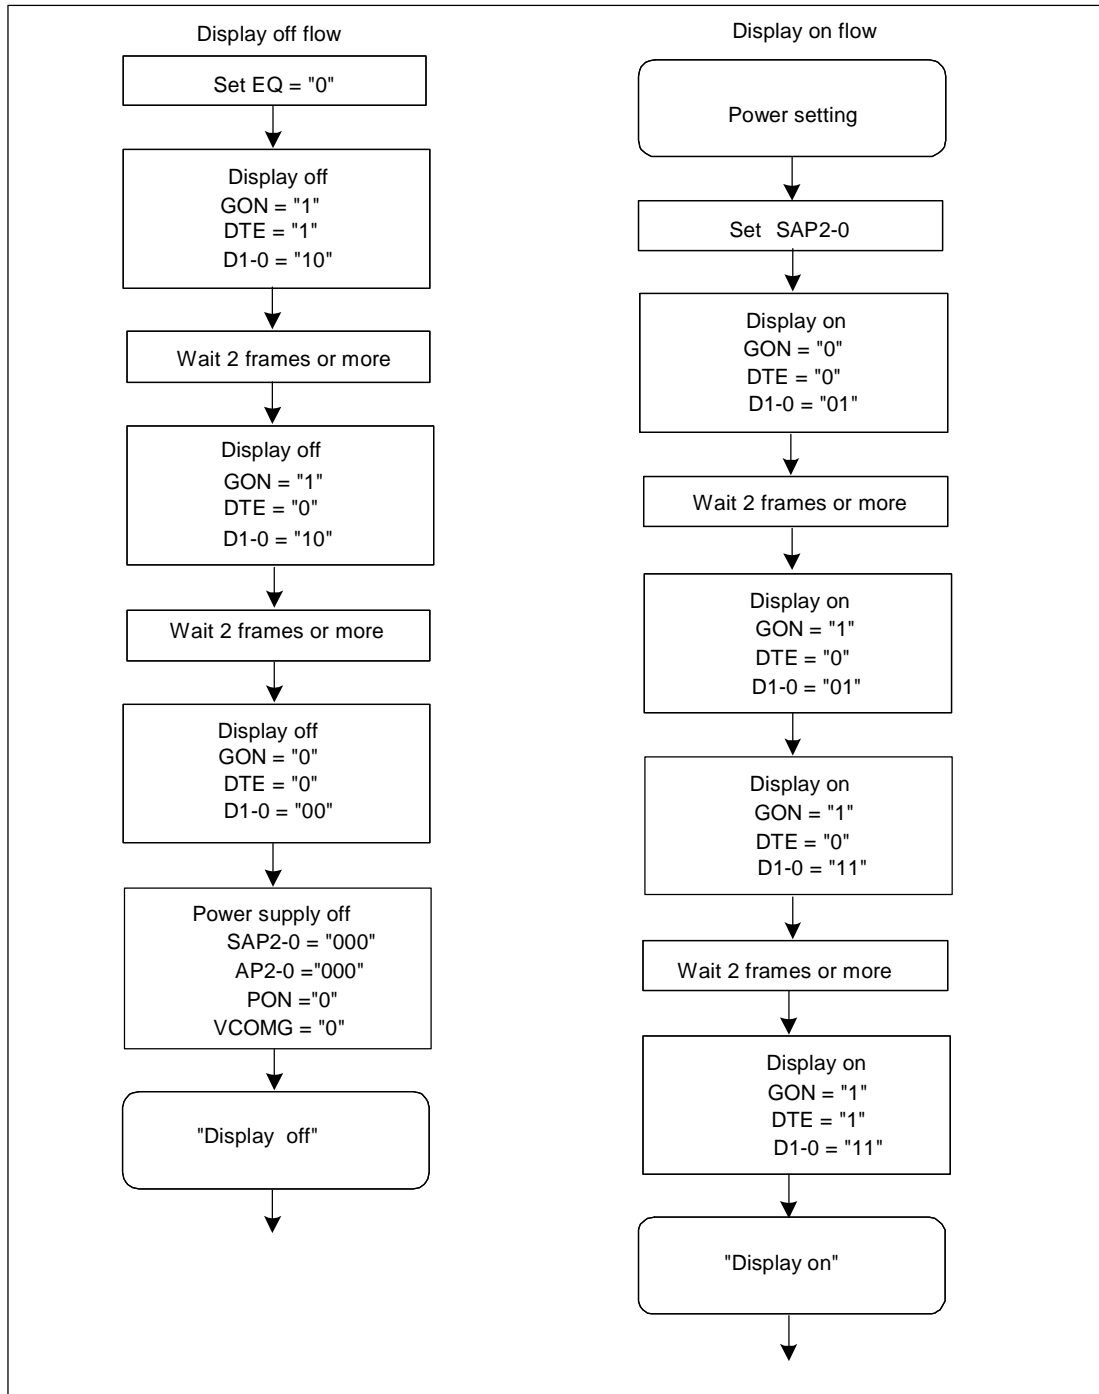 Display off flow
Set EQ = "0"
Display off
GON = "1"
DTE = "1"
D1-0 = "10"
Wait 2 frames or more
Display off
GON = "1"
DTE = "0"
D1-0 = "10"
Wait 2 frames or more
Display off
GON = "0"
DTE = "0"
D1-0 = "00"
Power supply off
SAP2-0 = "000"
AP2-0 ="000"
PON ="0"
VCOMG = "0"
"Display off"
Display on flow
Power setting
Set SAP2-0
Display on
GON = "0"
DTE = "0"
D1-0 = "01"
Wait 2 frames or more
Display on
GON = "1"
DTE = "0"
D1-0 = "01"
Display on
GON = "1"
DTE = "0"
D1-0 = "11"
Wait 2 frames or more
Display on
GON = "1"
DTE = "1"
D1-0 = "11"
"Display on"